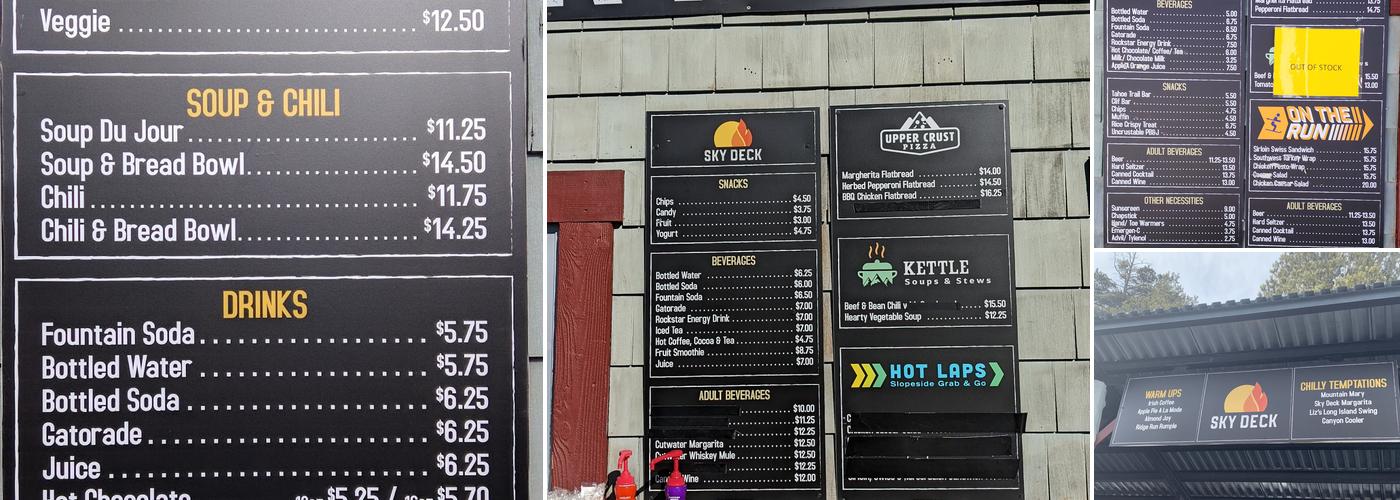 Veggie $12.50
SOUP & CHILI
Soup Du Jour $11.25
Soup & Bread Bowl $14.50
Chili $11.75
Chili & Bread Bowl $14.25
DRINKS
Fountain Soda $5.75
Bottled Water $5.75
Bottled Soda $6.25
Gatorade $6.25
Juice $6.25
Hot Chocolate $5.25 / $5.70
SKY DECK
SNACKS
Chips $4.50
Candy $3.75
Fruit $3.00
Yogurt $4.75
BEVERAGES
Bottled Water $6.25
Bottled Soda $6.00
Fountain Soda $6.50
Gatorade $7.00
Rockstar Energy Drink $7.00
Iced Tea $7.00
Hot Coffee, Cocoa & Tea $4.75
Fruit Smoothie $8.75
Juice $7.00
ADULT BEVERAGES
$10.00
$11.25
$12.25
Cutwater Margarita $12.50
Cutwater Whiskey Mule $12.50
$12.25
Wine $12.00
UPPER CRUST
PIZZA
Margherita Flatbread $14.00
Herbed Pepperoni Flatbread $14.50
BBQ Chicken Flatbread $16.25
KETTLE
Soups & Stews
Beef & Bean Chili $15.50
Hearty Vegetable Soup $12.25
HOT LAPS
Slopeside Grab & Go
BEVERAGES
Bottled Water 5.00
Bottled Soda 6.75
Fountain Soda 6.50
Gatorade 6.75
Rockstar Energy Drink 7.50
Hot Chocolate/ Coffee/ Tea 6.00
Milk/ Chocolate Milk 3.25
Apple/Orange Juice 7.50
SNACKS
Tahoe Trail Bar 5.50
Clif Bar 5.50
Chips 4.75
Muffin 4.50
Rice Crispy Treat 6.75
Uncrustable PB&J 4.50
ADULT BEVERAGES
Beer 11.25-13.50
Hard Seltzer 13.50
Canned Cocktail 13.75
Canned Wine 13.00
OTHER NECESSITIES
Sunscreen 9.00
Chapstick 5.00
Hand/ Toe Warmers 4.75
Emergen-C 3.75
Advil/ Tylenol 2.75
Margherita Flatbread 13.75
Pepperoni Flatbread 14.75
OUT OF STOCK
Beef & 15.50
Tomato 13.00
ON THE
RUN
Sirloin Swiss Sandwich 15.75
Southwest Turkey Wrap 15.75
Chicken Pesto Wrap 15.75
Caesar Salad 15.75
Chicken Caesar Salad 20.00
ADULT BEVERAGES
Beer 11.25-13.50
Hard Seltzer 13.50
Canned Cocktail 13.75
Canned Wine 13.00
WARM UPS
Irish Coffee
Apple Pie A La Mode
Almond Joy
Ridge Run Rumple
SKY DECK
CHILLY TEMPTATIONS
Mountain Mary
Sky Deck Margarita
Liz's Long Island Swing
Canyon Cooler